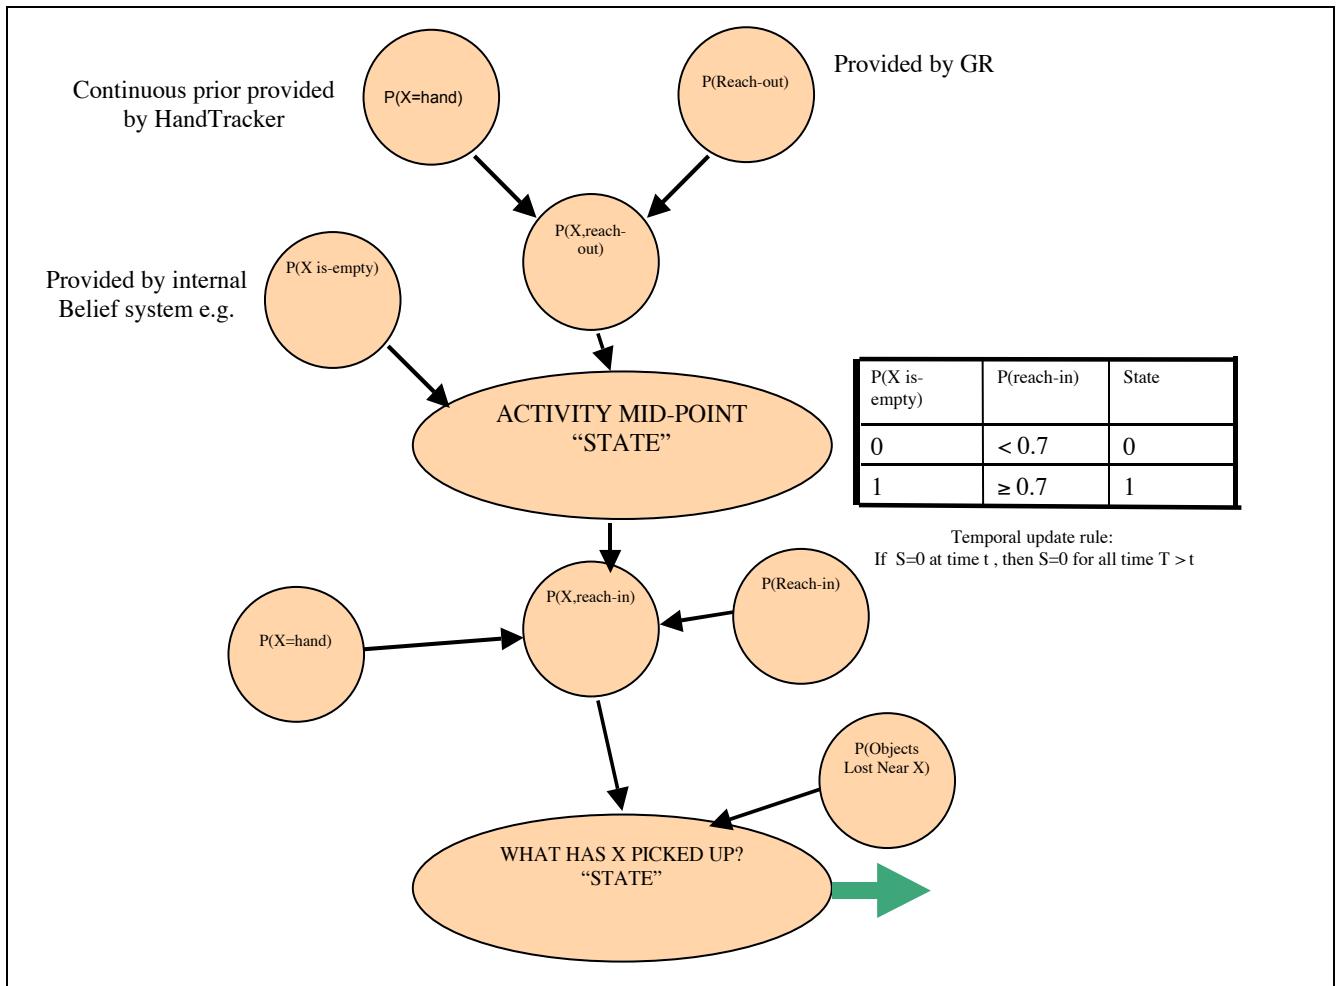 Continuous prior provided
by HandTracker
P(X=hand)
P(Reach-out)
Provided by GR
P(X,reach-
out)
P(X is-empty)
Provided by internal
Belief system e.g.
ACTIVITY MID-POINT
“STATE”
P(X is-
empty)
P(reach-in)
State
0
< 0.7
0
1
≥ 0.7
1
Temporal update rule:
If S=0 at time t , then S=0 for all time T > t
P(X,reach-in)
P(Reach-in)
P(X=hand)
P(Objects
Lost Near X)
WHAT HAS X PICKED UP?
“STATE”